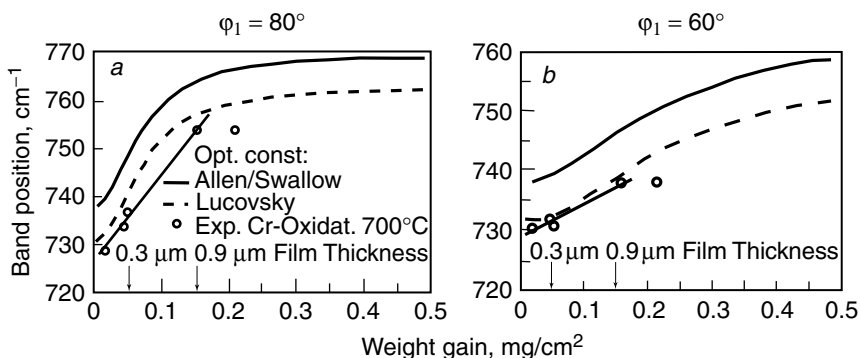 φ₁ = 80°
φ₁ = 60°
Band position, cm⁻¹
770
760
750
740
730
720
a
Opt. const:
Allen/Swallow
Lucovsky
Exp. Cr-Oxidat. 700°C
0.3 μm 0.9 μm Film Thickness
0 0.1 0.2 0.3 0.4 0.5
760
750
740
730
720
b
0.3 μm 0.9 μm Film Thickness
0 0.1 0.2 0.3 0.4 0.5
Weight gain, mg/cm²